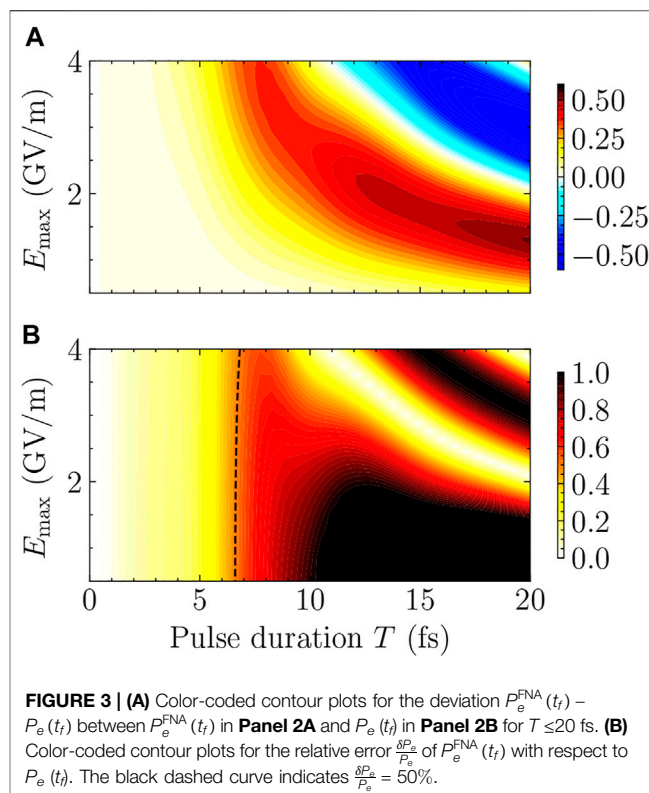 A
4
2
E_max (GV/m)
0.50
0.25
0.00
−0.25
−0.50
B
4
2
E_max (GV/m)
1.0
0.8
0.6
0.4
0.2
0.0
0 5 10 15 20
Pulse duration T (fs)
FIGURE 3 | (A) Color-coded contour plots for the deviation P_e^FNA (t_f) –
P_e (t_f) between P_e^FNA (t_f) in Panel 2A and P_e (t_f) in Panel 2B for T ≤20 fs. (B)
Color-coded contour plots for the relative error δP_e/P_e of P_e^FNA (t_f) with respect to
P_e (t_f). The black dashed curve indicates δP_e/P_e = 50%.